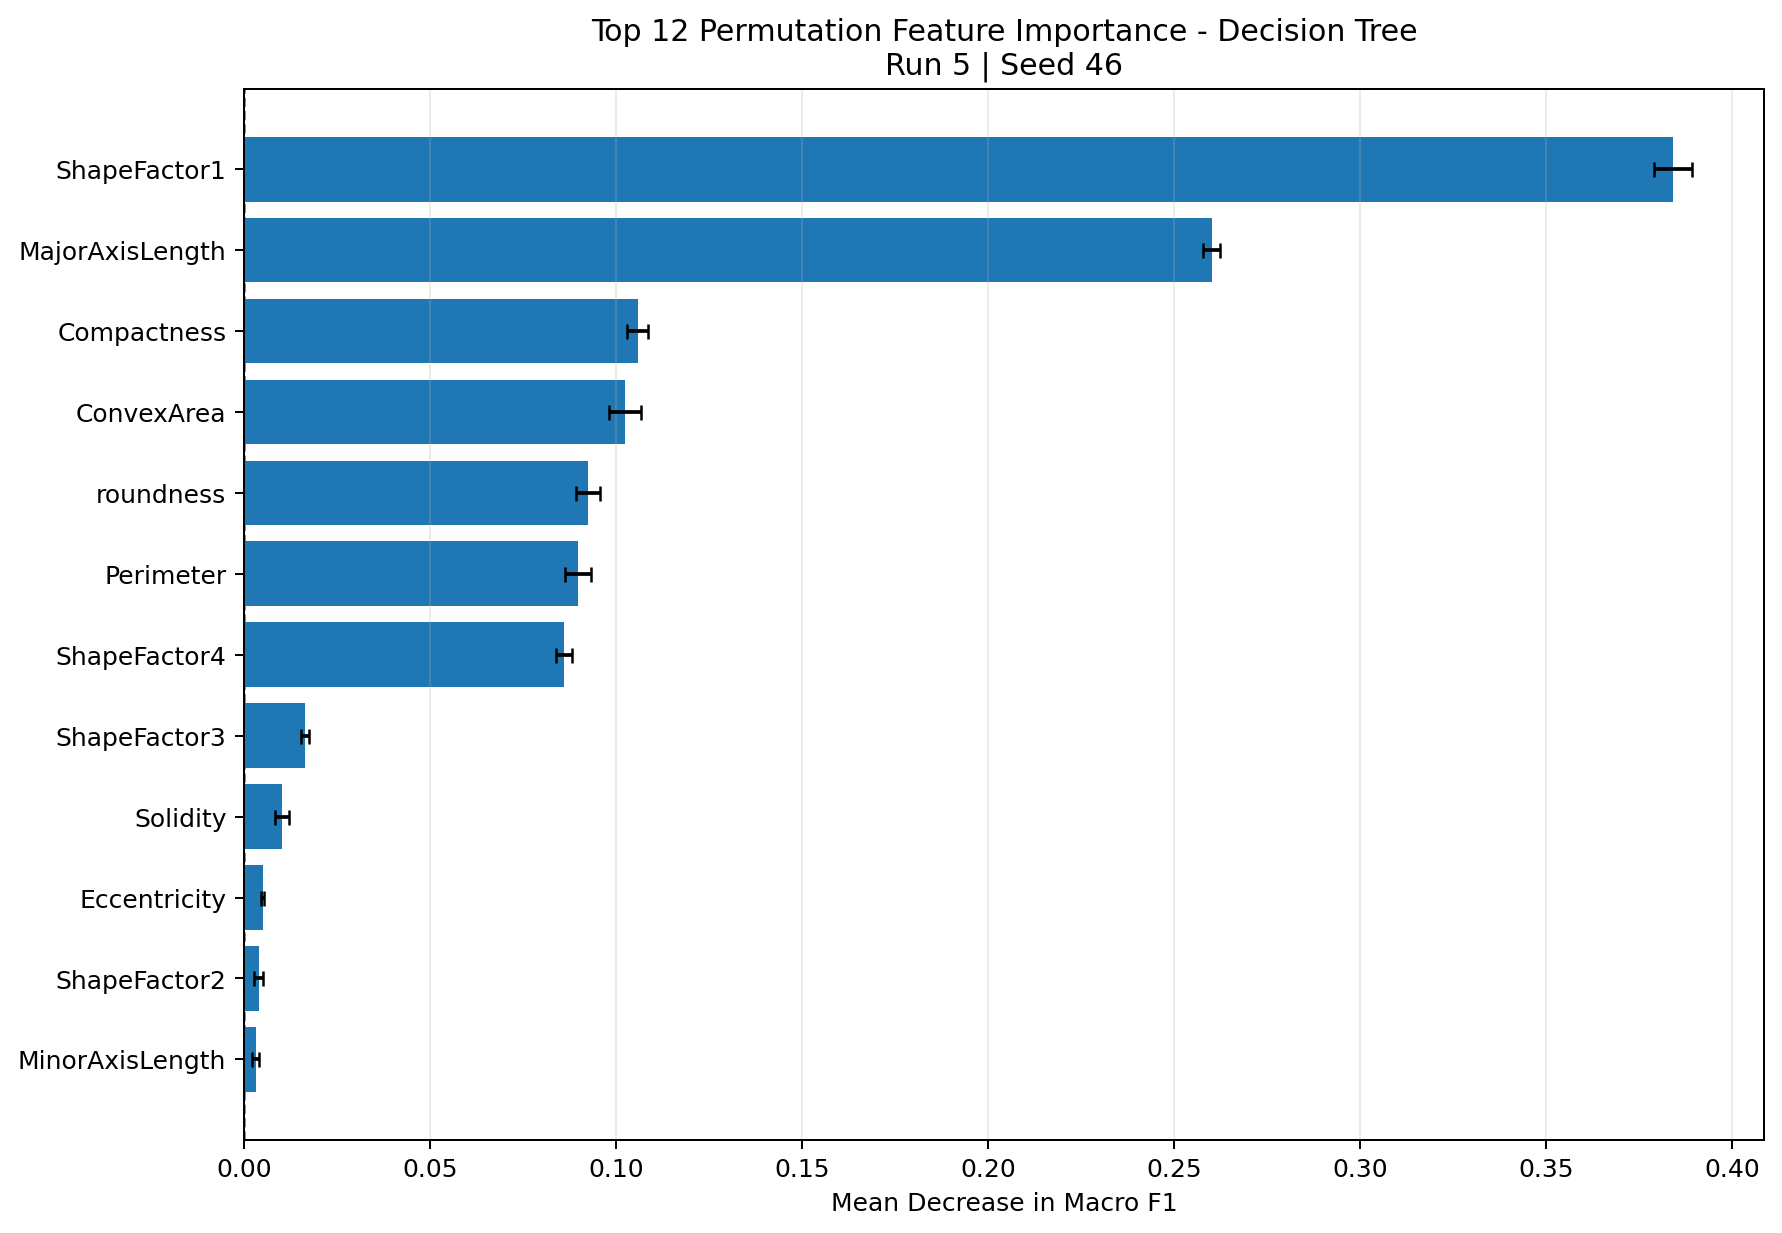 Top 12 Permutation Feature Importance - Decision Tree
Run 5 | Seed 46
ShapeFactor1
MajorAxisLength
Compactness
ConvexArea
roundness
Perimeter
ShapeFactor4
ShapeFactor3
Solidity
Eccentricity
ShapeFactor2
MinorAxisLength
0.00 0.05 0.10 0.15 0.20 0.25 0.30 0.35 0.40
Mean Decrease in Macro F1